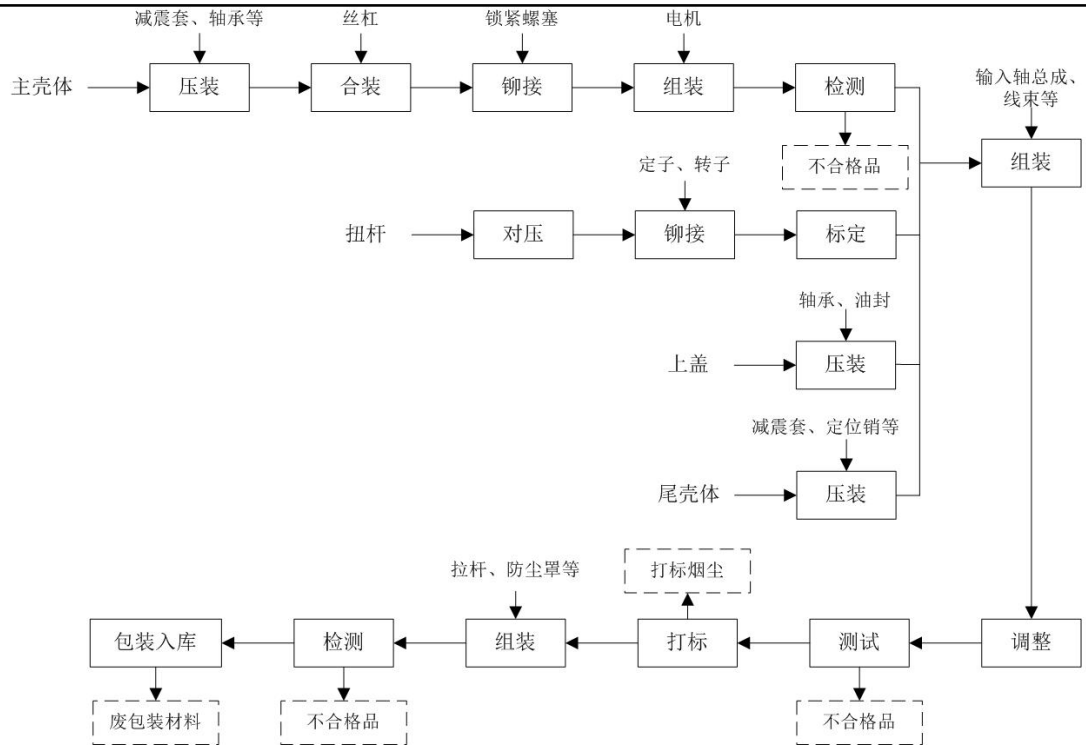 减震套、轴承等
丝杠
锁紧螺塞
电机
主壳体
压装
合装
铆接
组装
检测
输入轴总成、
线束等
不合格品
组装
定子、转子
扭杆
对压
铆接
标定
轴承、油封
上盖
压装
减震套、定位销等
尾壳体
压装
拉杆、防尘罩等
打标烟尘
包装入库
检测
组装
打标
测试
调整
废包装材料
不合格品
不合格品